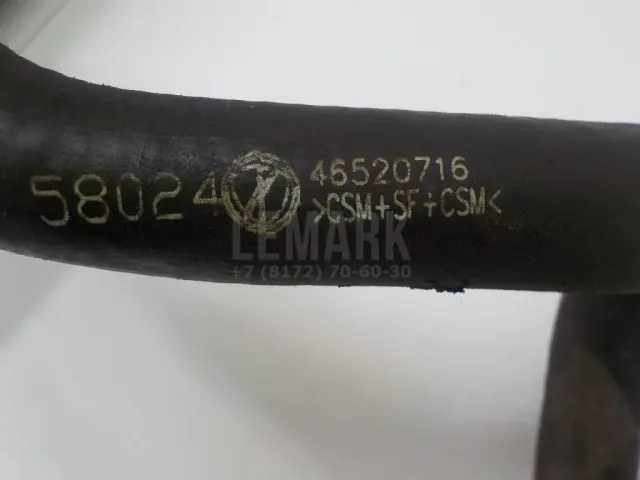 58024
46520716
>CSM+SF+CSM<
LEMARK
+7 (8172) 70-60-30